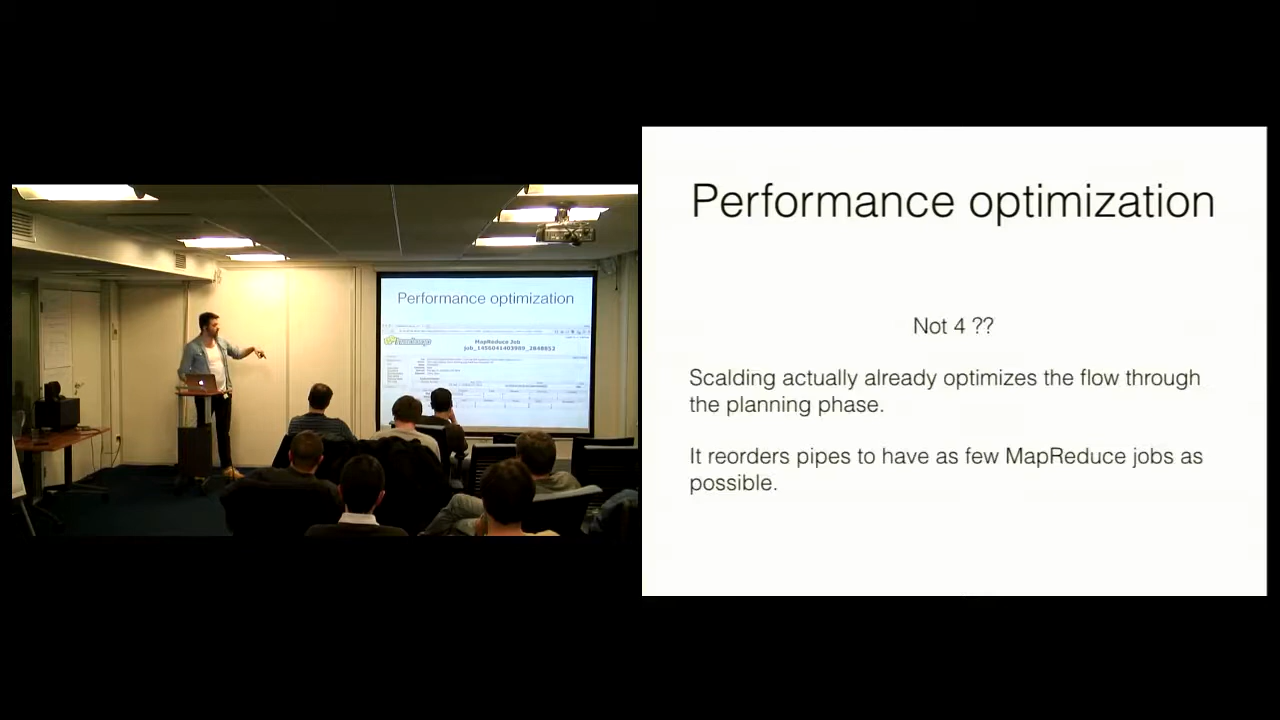 Performance optimization
MapReduce Job
job_1456041403989_2848953
Performance optimization
Not 4 ??
Scalding actually already optimizes the flow through
the planning phase.
It reorders pipes to have as few MapReduce jobs as
possible.